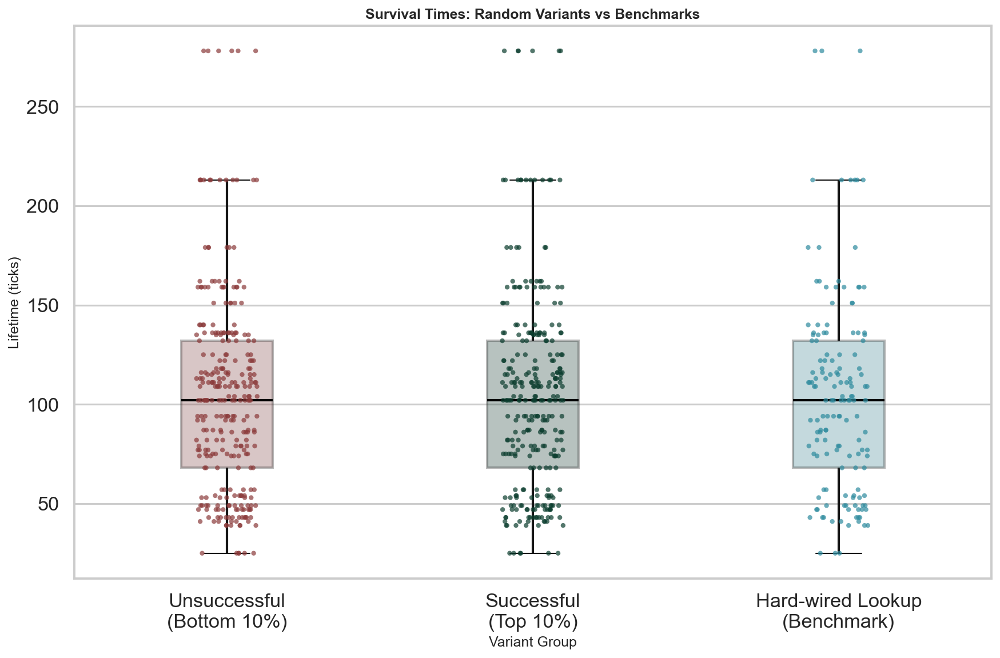 Survival Times: Random Variants vs Benchmarks
Lifetime (ticks)
250
200
150
100
50
Unsuccessful
(Bottom 10%)
Successful
(Top 10%)
Hard-wired Lookup
(Benchmark)
Variant Group